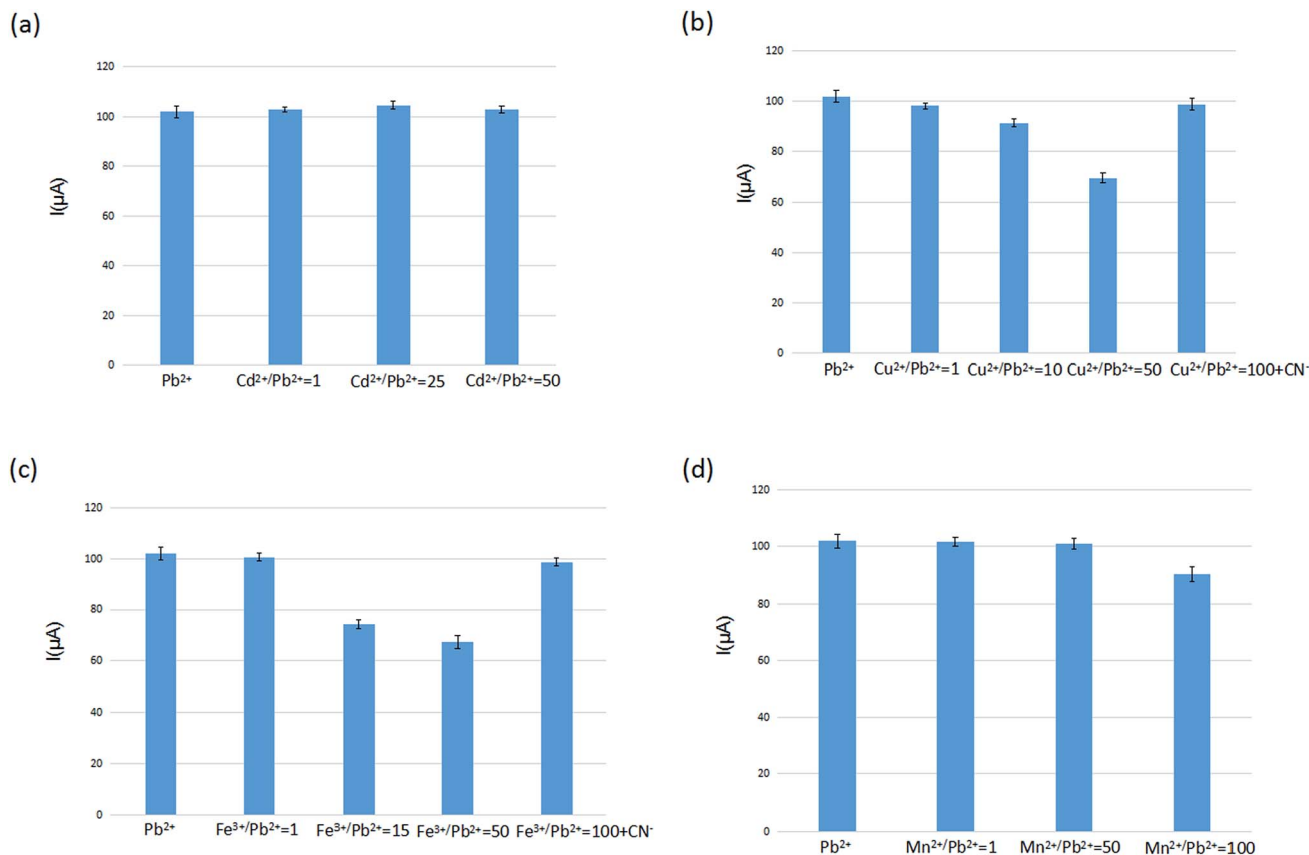 (a)
120
100
80
60
40
20
0
I(µA)
Pb²⁺ Cd²⁺/Pb²⁺=1 Cd²⁺/Pb²⁺=25 Cd²⁺/Pb²⁺=50
(b)
120
100
80
60
40
20
0
I(µA)
Pb²⁺ Cu²⁺/Pb²⁺=1 Cu²⁺/Pb²⁺=10 Cu²⁺/Pb²⁺=50 Cu²⁺/Pb²⁺=100+CN⁻
(c)
120
100
80
60
40
20
0
I(µA)
Pb²⁺ Fe³⁺/Pb²⁺=1 Fe³⁺/Pb²⁺=15 Fe³⁺/Pb²⁺=50 Fe³⁺/Pb²⁺=100+CN⁻
(d)
120
100
80
60
40
20
0
I(µA)
Pb²⁺ Mn²⁺/Pb²⁺=1 Mn²⁺/Pb²⁺=50 Mn²⁺/Pb²⁺=100